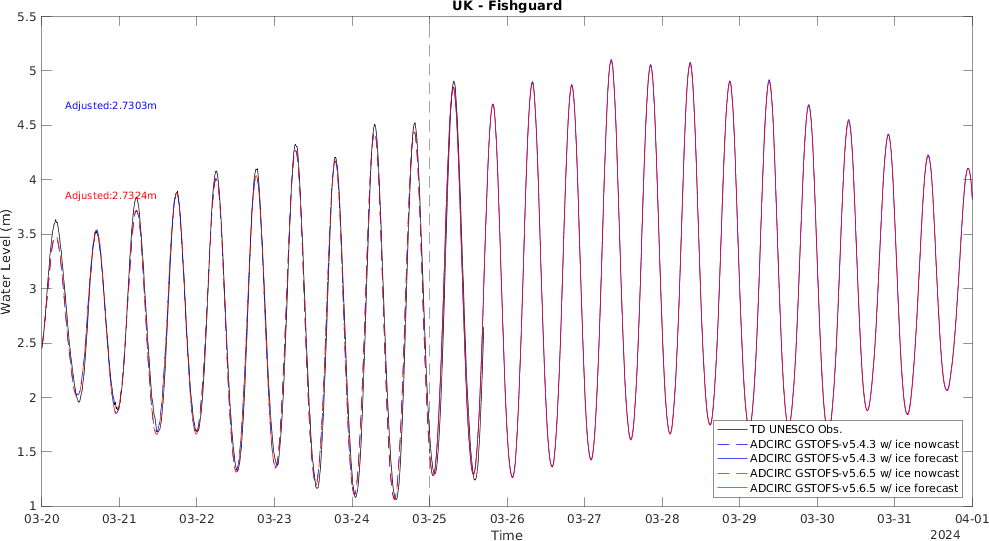 UK - Fishguard
5.5
5
4.5
4
3.5
3
2.5
2
1.5
1
Water Level (m)
Adjusted:2.7303m
Adjusted:2.7324m
TD UNESCO Obs.
ADCIRC GSTOFS-v5.4.3 w/ ice nowcast
ADCIRC GSTOFS-v5.4.3 w/ ice forecast
ADCIRC GSTOFS-v5.6.5 w/ ice nowcast
ADCIRC GSTOFS-v5.6.5 w/ ice forecast
03-20 03-21 03-22 03-23 03-24 03-25 03-26 03-27 03-28 03-29 03-30 03-31 04-01
Time
2024